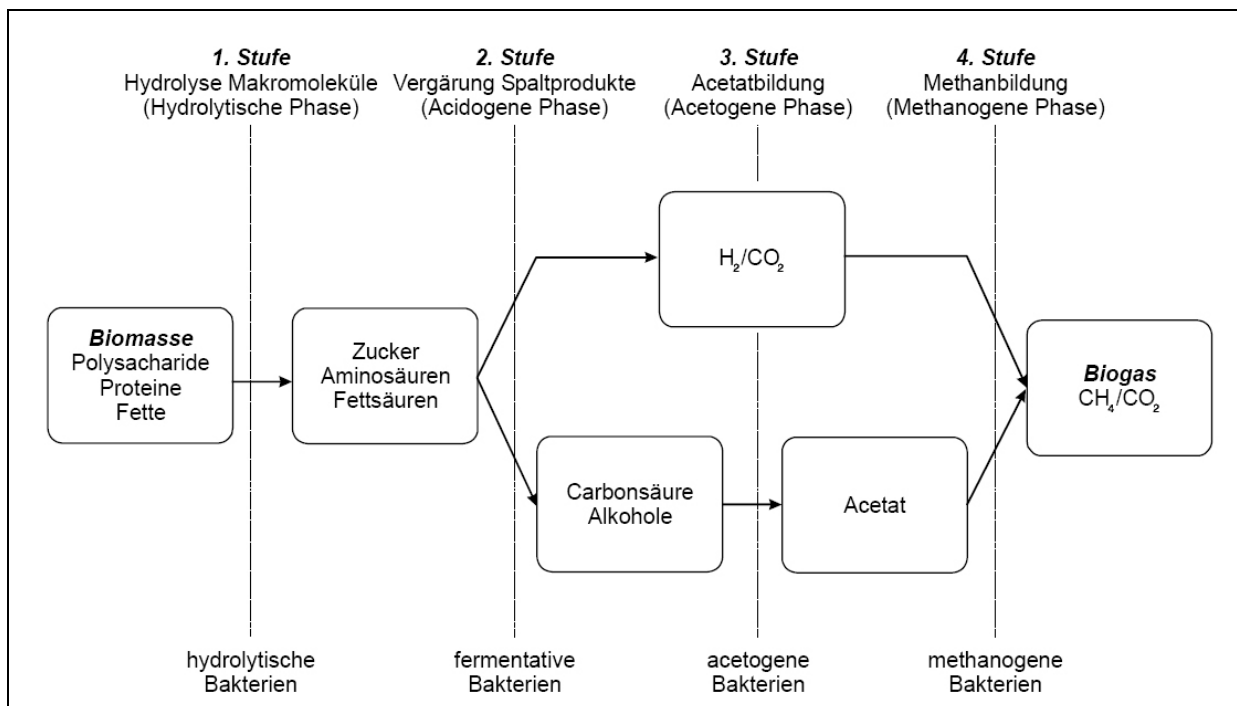 1. Stufe
Hydrolyse Makromoleküle
(Hydrolytische Phase)
2. Stufe
Vergärung Spaltprodukte
(Acidogene Phase)
3. Stufe
Acetatbildung
(Acetogene Phase)
4. Stufe
Methanbildung
(Methanogene Phase)
Biomasse
Polysacharide
Proteine
Fette
Zucker
Aminosäuren
Fettsäuren
H₂/CO₂
Carbonsäure
Alkohole
Acetat
Biogas
CH₄/CO₂
hydrolytische
Bakterien
fermentative
Bakterien
acetogene
Bakterien
methanogene
Bakterien